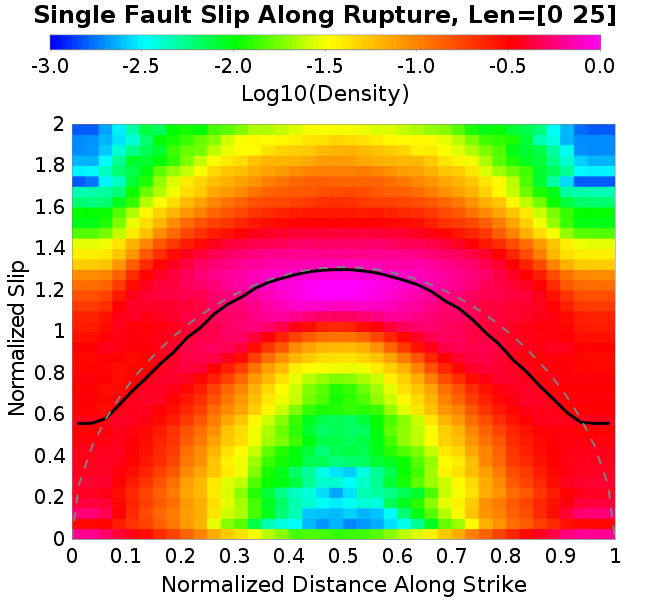 Single Fault Slip Along Rupture, Len=[0 25]
-3.0 -2.5 -2.0 -1.5 -1.0 -0.5 0.0
Log10(Density)
2
1.8
1.6
1.4
1.2
1
0.8
0.6
0.4
0.2
0
Normalized Slip
0 0.1 0.2 0.3 0.4 0.5 0.6 0.7 0.8 0.9 1
Normalized Distance Along Strike